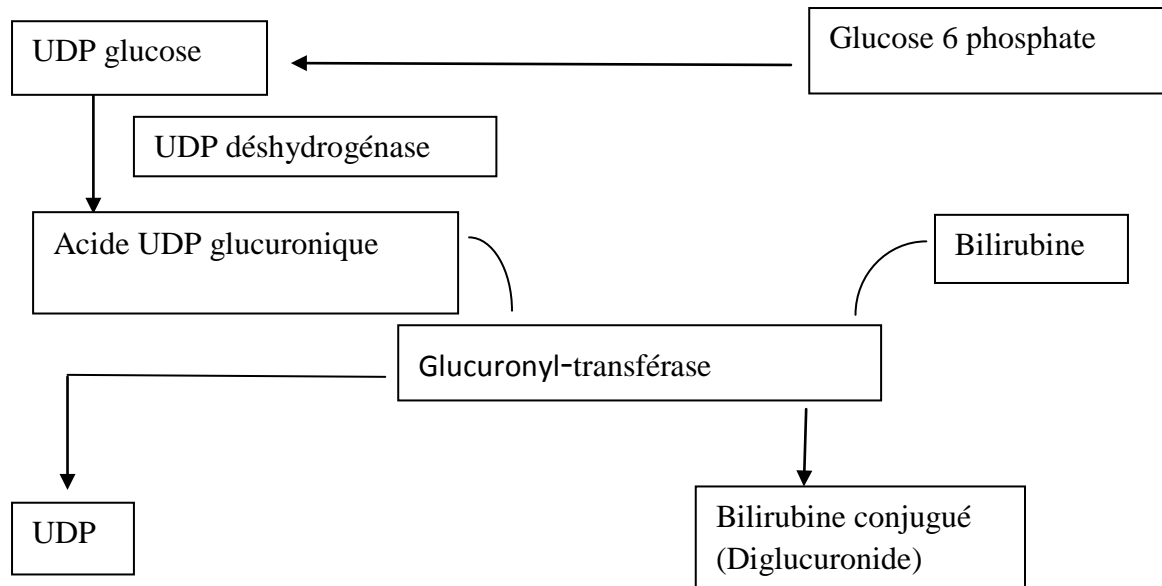 UDP glucose
Glucose 6 phosphate
UDP déshydrogénase
Acide UDP glucuronique
Bilirubine
Glucuronyl-transférase
UDP
Bilirubine conjugué
(Diglucuronide)